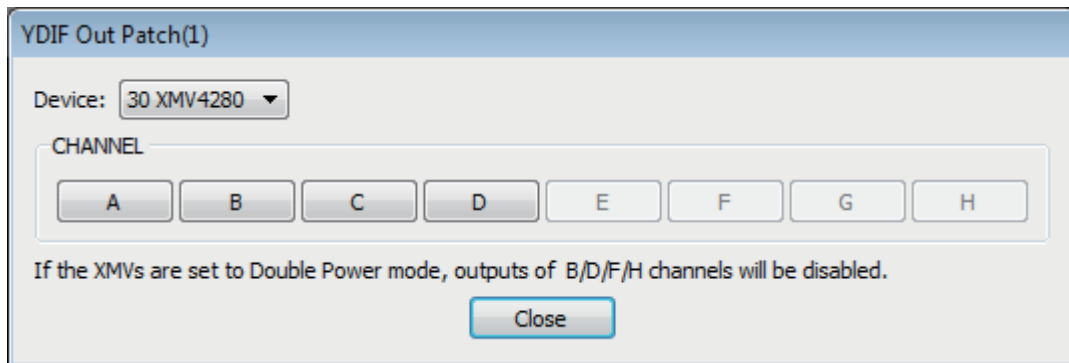 YDIF Out Patch(1)
Device: 30 XMV4280
CHANNEL
A B C D E F G H
If the XMVs are set to Double Power mode, outputs of B/D/F/H channels will be disabled.
Close